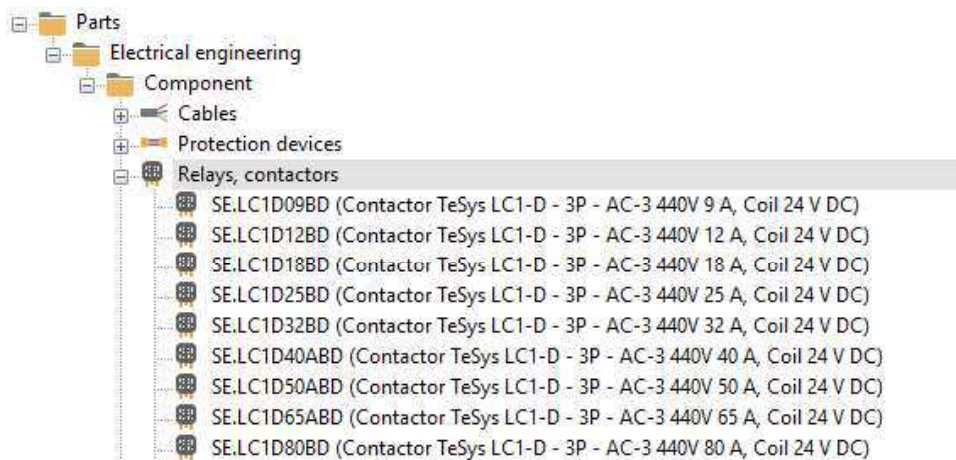 Parts
Electrical engineering
Component
Cables
Protection devices
Relays, contactors
SE.LC1D09BD (Contactor TeSys LC1-D - 3P - AC-3 440V 9 A, Coil 24 V DC)
SE.LC1D12BD (Contactor TeSys LC1-D - 3P - AC-3 440V 12 A, Coil 24 V DC)
SE.LC1D18BD (Contactor TeSys LC1-D - 3P - AC-3 440V 18 A, Coil 24 V DC)
SE.LC1D25BD (Contactor TeSys LC1-D - 3P - AC-3 440V 25 A, Coil 24 V DC)
SE.LC1D32BD (Contactor TeSys LC1-D - 3P - AC-3 440V 32 A, Coil 24 V DC)
SE.LC1D40ABD (Contactor TeSys LC1-D - 3P - AC-3 440V 40 A, Coil 24 V DC)
SE.LC1D50ABD (Contactor TeSys LC1-D - 3P - AC-3 440V 50 A, Coil 24 V DC)
SE.LC1D65ABD (Contactor TeSys LC1-D - 3P - AC-3 440V 65 A, Coil 24 V DC)
SE.LC1D80BD (Contactor TeSys LC1-D - 3P - AC-3 440V 80 A, Coil 24 V DC)